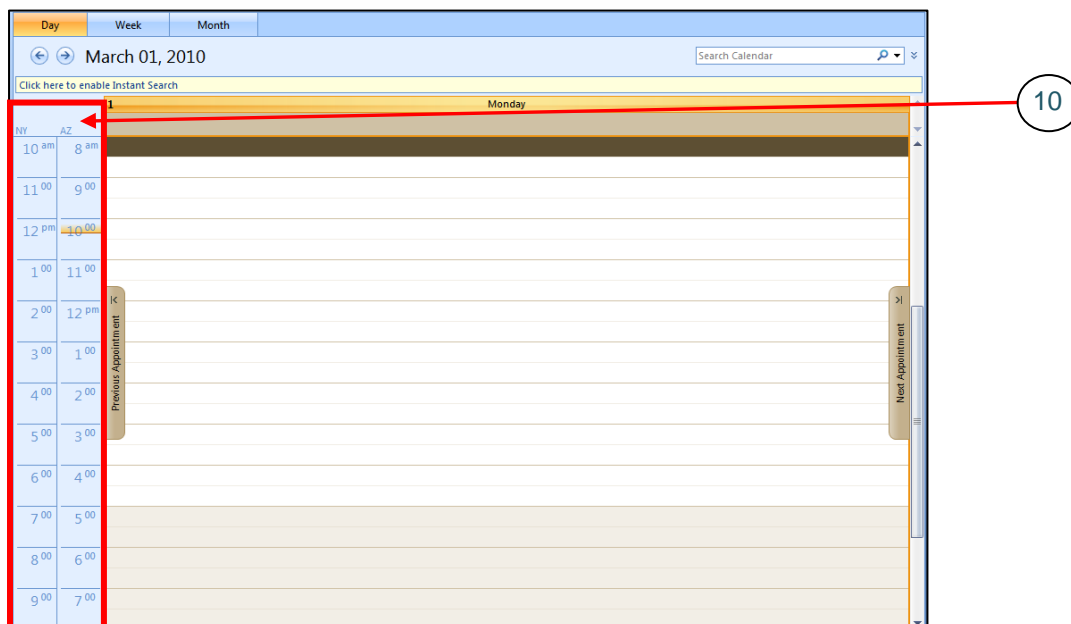 Day Week Month
March 01, 2010 Search Calendar
Click here to enable Instant Search
1 Monday
10
NY AZ
10 am 8 am
11 00 9 00
12 pm 10 00
1 00 11 00
2 00 12 pm
3 00 1 00
4 00 2 00
5 00 3 00
6 00 4 00
7 00 5 00
8 00 6 00
9 00 7 00
Previous Appointment
Next Appointment